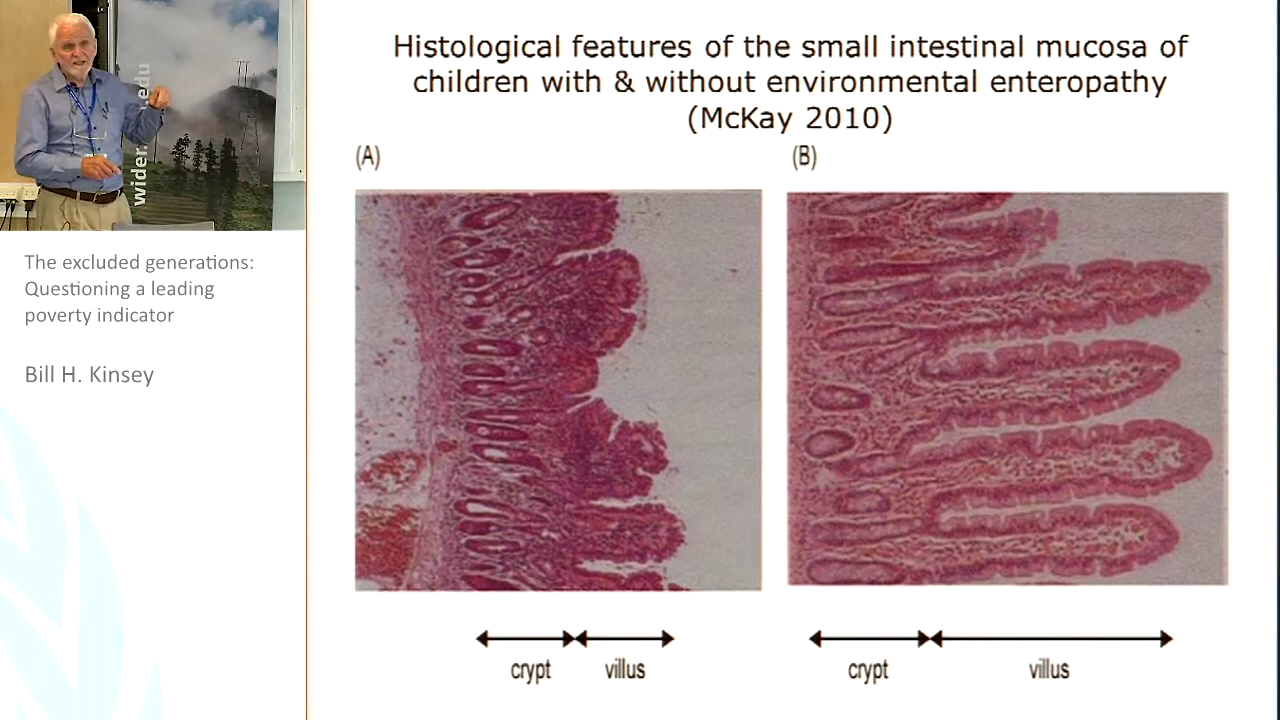 wider. .edu
The excluded generations:
Questioning a leading
poverty indicator
Bill H. Kinsey
Histological features of the small intestinal mucosa of
children with & without environmental enteropathy
(McKay 2010)
(A)
(B)
crypt
villus
crypt
villus